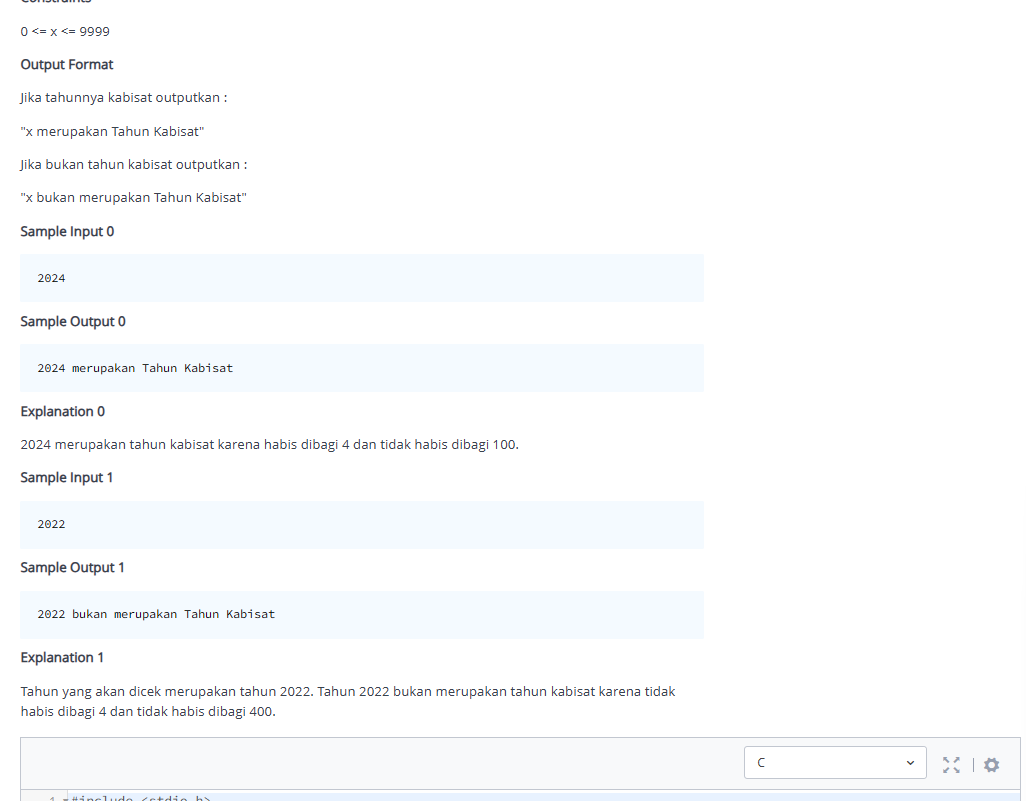 Constraints
0 <= x <= 9999
Output Format
Jika tahunnya kabisat outputkan :
"x merupakan Tahun Kabisat"
Jika bukan tahun kabisat outputkan :
"x bukan merupakan Tahun Kabisat"
Sample Input 0
2024
Sample Output 0
2024 merupakan Tahun Kabisat
Explanation 0
2024 merupakan tahun kabisat karena habis dibagi 4 dan tidak habis dibagi 100.
Sample Input 1
2022
Sample Output 1
2022 bukan merupakan Tahun Kabisat
Explanation 1
Tahun yang akan dicek merupakan tahun 2022. Tahun 2022 bukan merupakan tahun kabisat karena tidak
habis dibagi 4 dan tidak habis dibagi 400.
C
1 #include <stdio.h>